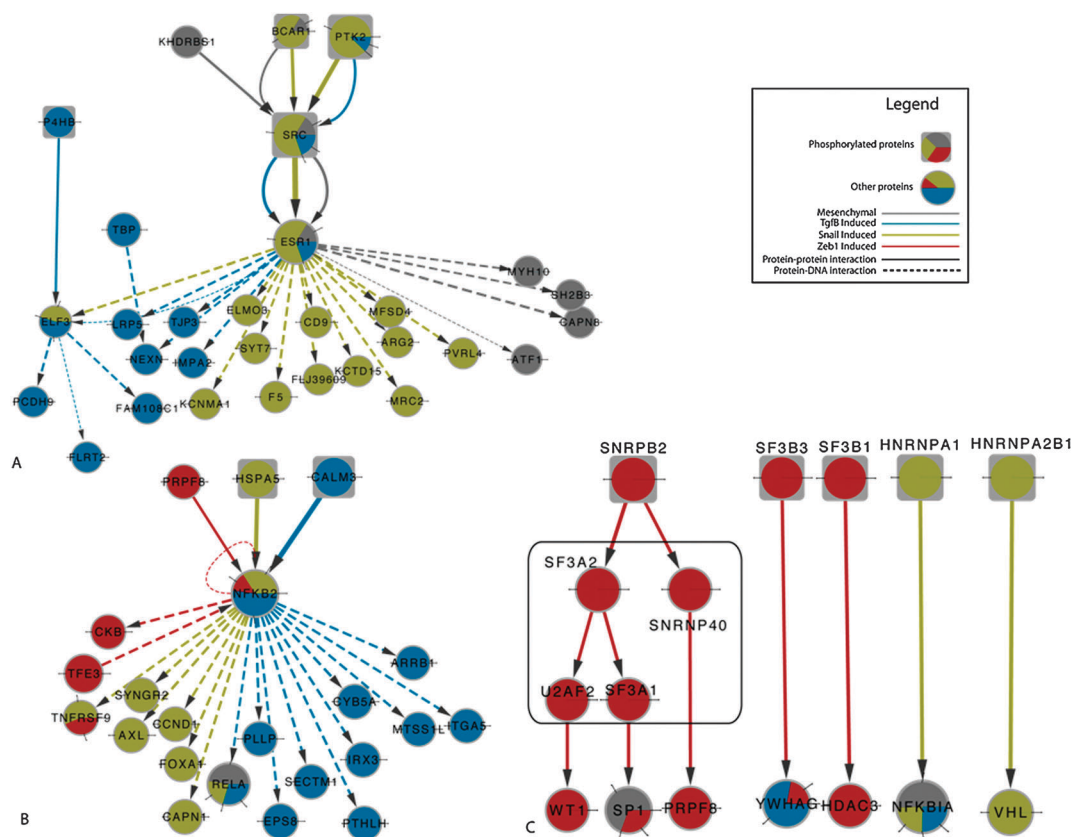 KHDRBS1
BCAR1
PTK2
P4HB
SRC
TBP
ESR1
MYH10
SH2B3
CAPN8
ELF3
LRP5
TJP3
ELMO3
CD9
MFSD4
ARG2
PVRL4
ATF1
NEXN
IMPA2
SYT7
FLJ39609
KCTD15
PCDH9
FAM108C1
KCNMA1
F5
MRC2
FLRT2
A
Legend
Phosphorylated proteins
Other proteins
Mesenchymal
TgfB Induced
Snail Induced
Zeb1 Induced
Protein-protein interaction
Protein-DNA interaction
PRPF8
HSPA5
CALM3
NFKB2
CKB
TFE3
TNFRSF9
SYNGR2
AXL
CCND1
FOXA1
CAPN1
RELA
PLLP
EPS8
SECTM1
PTHLH
IRX3
CYB5A
MTSS1L
ITGA5
ARRB1
B
SNRPB2
SF3B3
SF3B1
HNRNPA1
HNRNPA2B1
SF3A2
SNRNP40
U2AF2
SF3A1
WT1
SP1
PRPF8
YWHAG
HDAC3
NFKBIA
VHL
C